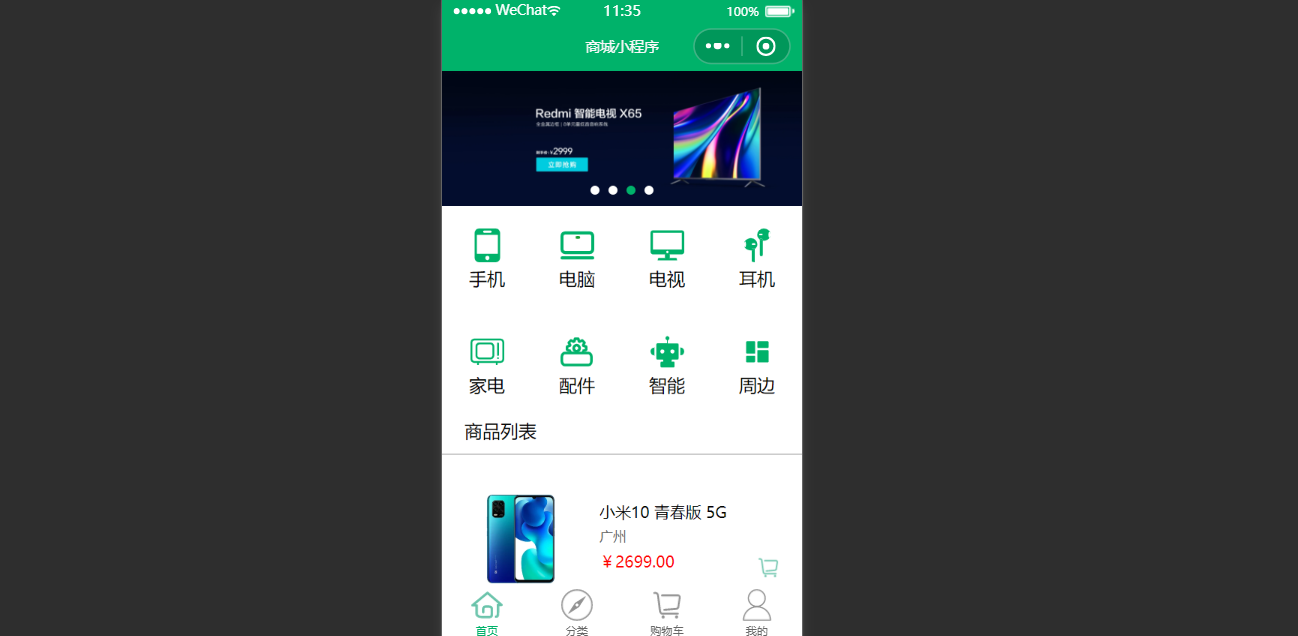 WeChat 11:35 100%
商城小程序
Redmi 智能电视 X65
¥2999
立即抢购
手机 电脑 电视 耳机
家电 配件 智能 周边
商品列表
小米10 青春版 5G
广州
￥2699.00
首页 分类 购物车 我的